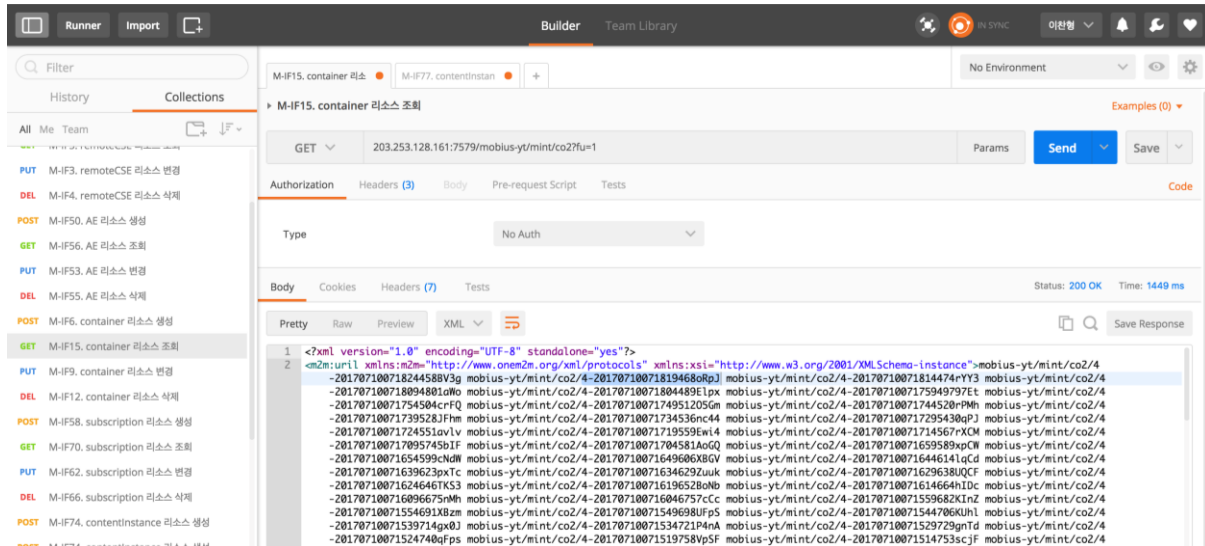 Runner
Import
Builder
Team Library
IN SYNC
이찬형
Filter
History
Collections
All Me Team
PUT M-IF3. remoteCSE 리소스 변경
DEL M-IF4. remoteCSE 리소스 삭제
POST M-IF50. AE 리소스 생성
GET M-IF56. AE 리소스 조회
PUT M-IF53. AE 리소스 변경
DEL M-IF55. AE 리소스 삭제
POST M-IF6. container 리소스 생성
GET M-IF15. container 리소스 조회
PUT M-IF9. container 리소스 변경
DEL M-IF12. container 리소스 삭제
POST M-IF58. subscription 리소스 생성
GET M-IF70. subscription 리소스 조회
PUT M-IF62. subscription 리소스 변경
DEL M-IF66. subscription 리소스 삭제
POST M-IF74. contentInstance 리소스 생성
M-IF15. container 리소
M-IF77. contentInstan
+
No Environment
M-IF15. container 리소스 조회
Examples (0)
GET
203.253.128.161:7579/mobius-yt/mint/co2?fu=1
Params
Send
Save
Authorization
Headers (3)
Body
Pre-request Script
Tests
Code
Type
No Auth
Body
Cookies
Headers (7)
Tests
Status: 200 OK
Time: 1449 ms
Pretty
Raw
Preview
XML
Save Response
1 <?xml version="1.0" encoding="UTF-8" standalone="yes"?>
2 <m2m:uril xmlns:m2m="http://www.onem2m.org/xml/protocols" xmlns:xsi="http://www.w3.org/2001/XMLSchema-instance">mobius-yt/mint/co2/4
-20170710071824458BV3g mobius-yt/mint/co2/4-20170710071819468oRpJ mobius-yt/mint/co2/4-20170710071814474rYY3 mobius-yt/mint/co2/4
-20170710071809480‌1aWo mobius-yt/mint/co2/4-20170710071804489Elpx mobius-yt/mint/co2/4-20170710071759497‌97Et mobius-yt/mint/co2/4
-20170710071754504crFQ mobius-yt/mint/co2/4-20170710071749512O5Gm mobius-yt/mint/co2/4-20170710071744520rPMh mobius-yt/mint/co2/4
-20170710071739528JFhm mobius-yt/mint/co2/4-20170710071734536nc44 mobius-yt/mint/co2/4-20170710071729543‌0qPJ mobius-yt/mint/co2/4
-20170710071724551avlv mobius-yt/mint/co2/4-20170710071719559Ewi4 mobius-yt/mint/co2/4-20170710071714567rXCM mobius-yt/mint/co2/4
-20170710071709574‌5bIF mobius-yt/mint/co2/4-20170710071704581AoGQ mobius-yt/mint/co2/4-20170710071659589xpCW mobius-yt/mint/co2/4
-20170710071654599cNdW mobius-yt/mint/co2/4-20170710071649606XBGV mobius-yt/mint/co2/4-20170710071644614lqCd mobius-yt/mint/co2/4
-20170710071639623pxTc mobius-yt/mint/co2/4-20170710071634629Zuuk mobius-yt/mint/co2/4-20170710071629638UQCF mobius-yt/mint/co2/4
-20170710071624646TKS3 mobius-yt/mint/co2/4-20170710071619652BoNb mobius-yt/mint/co2/4-20170710071614664hIDc mobius-yt/mint/co2/4
-20170710071609667‌5nMh mobius-yt/mint/co2/4-20170710071604675‌7cCc mobius-yt/mint/co2/4-20170710071559682KInZ mobius-yt/mint/co2/4
-20170710071554691XBzm mobius-yt/mint/co2/4-20170710071549698UFpS mobius-yt/mint/co2/4-20170710071544706KUhl mobius-yt/mint/co2/4
-20170710071539714gx0J mobius-yt/mint/co2/4-20170710071534721P4nA mobius-yt/mint/co2/4-20170710071529729gnTd mobius-yt/mint/co2/4
-20170710071524740qFps mobius-yt/mint/co2/4-20170710071519758VpSF mobius-yt/mint/co2/4-20170710071514753scjF mobius-yt/mint/co2/4